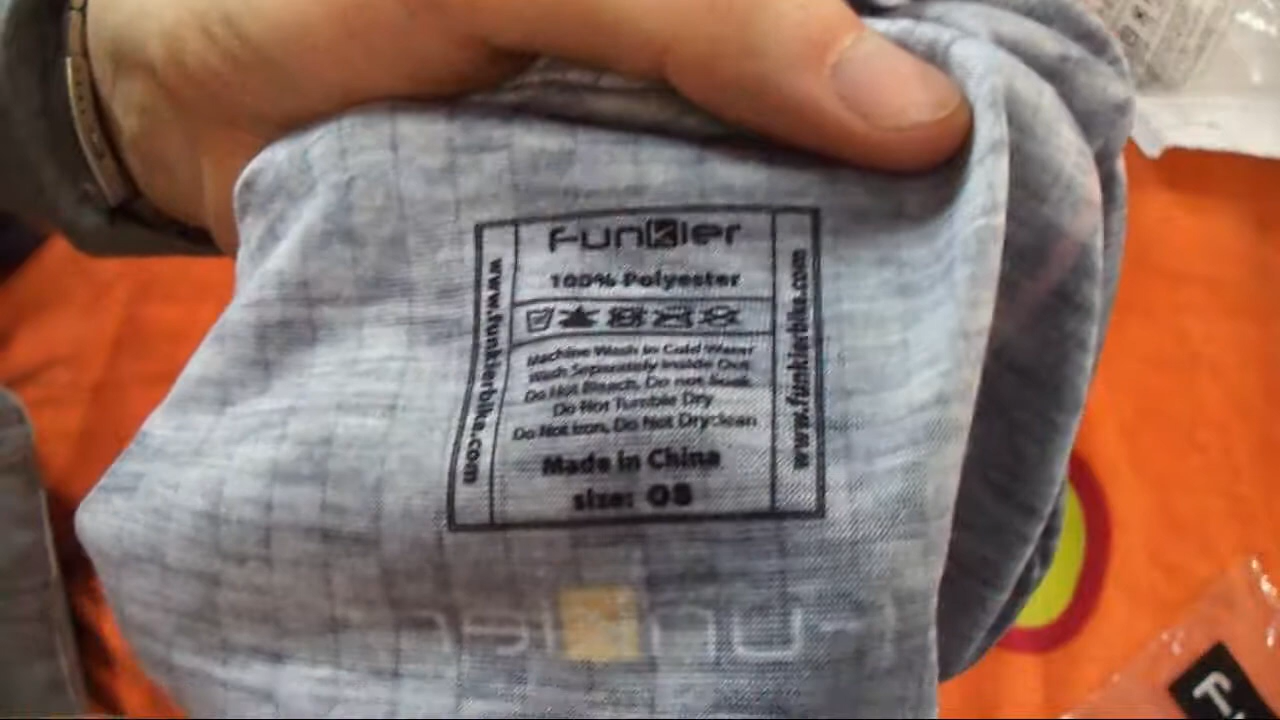 Funkier
100% Polyester
Machine Wash in Cold Water
Wash Separately Inside Out
Do Not Bleach, Do not Soak
Do Not Tumble Dry
Do Not Iron, Do Not Dryclean
Made in China
size: OS
www.funkierbike.com
www.funkierbike.com
Funkier